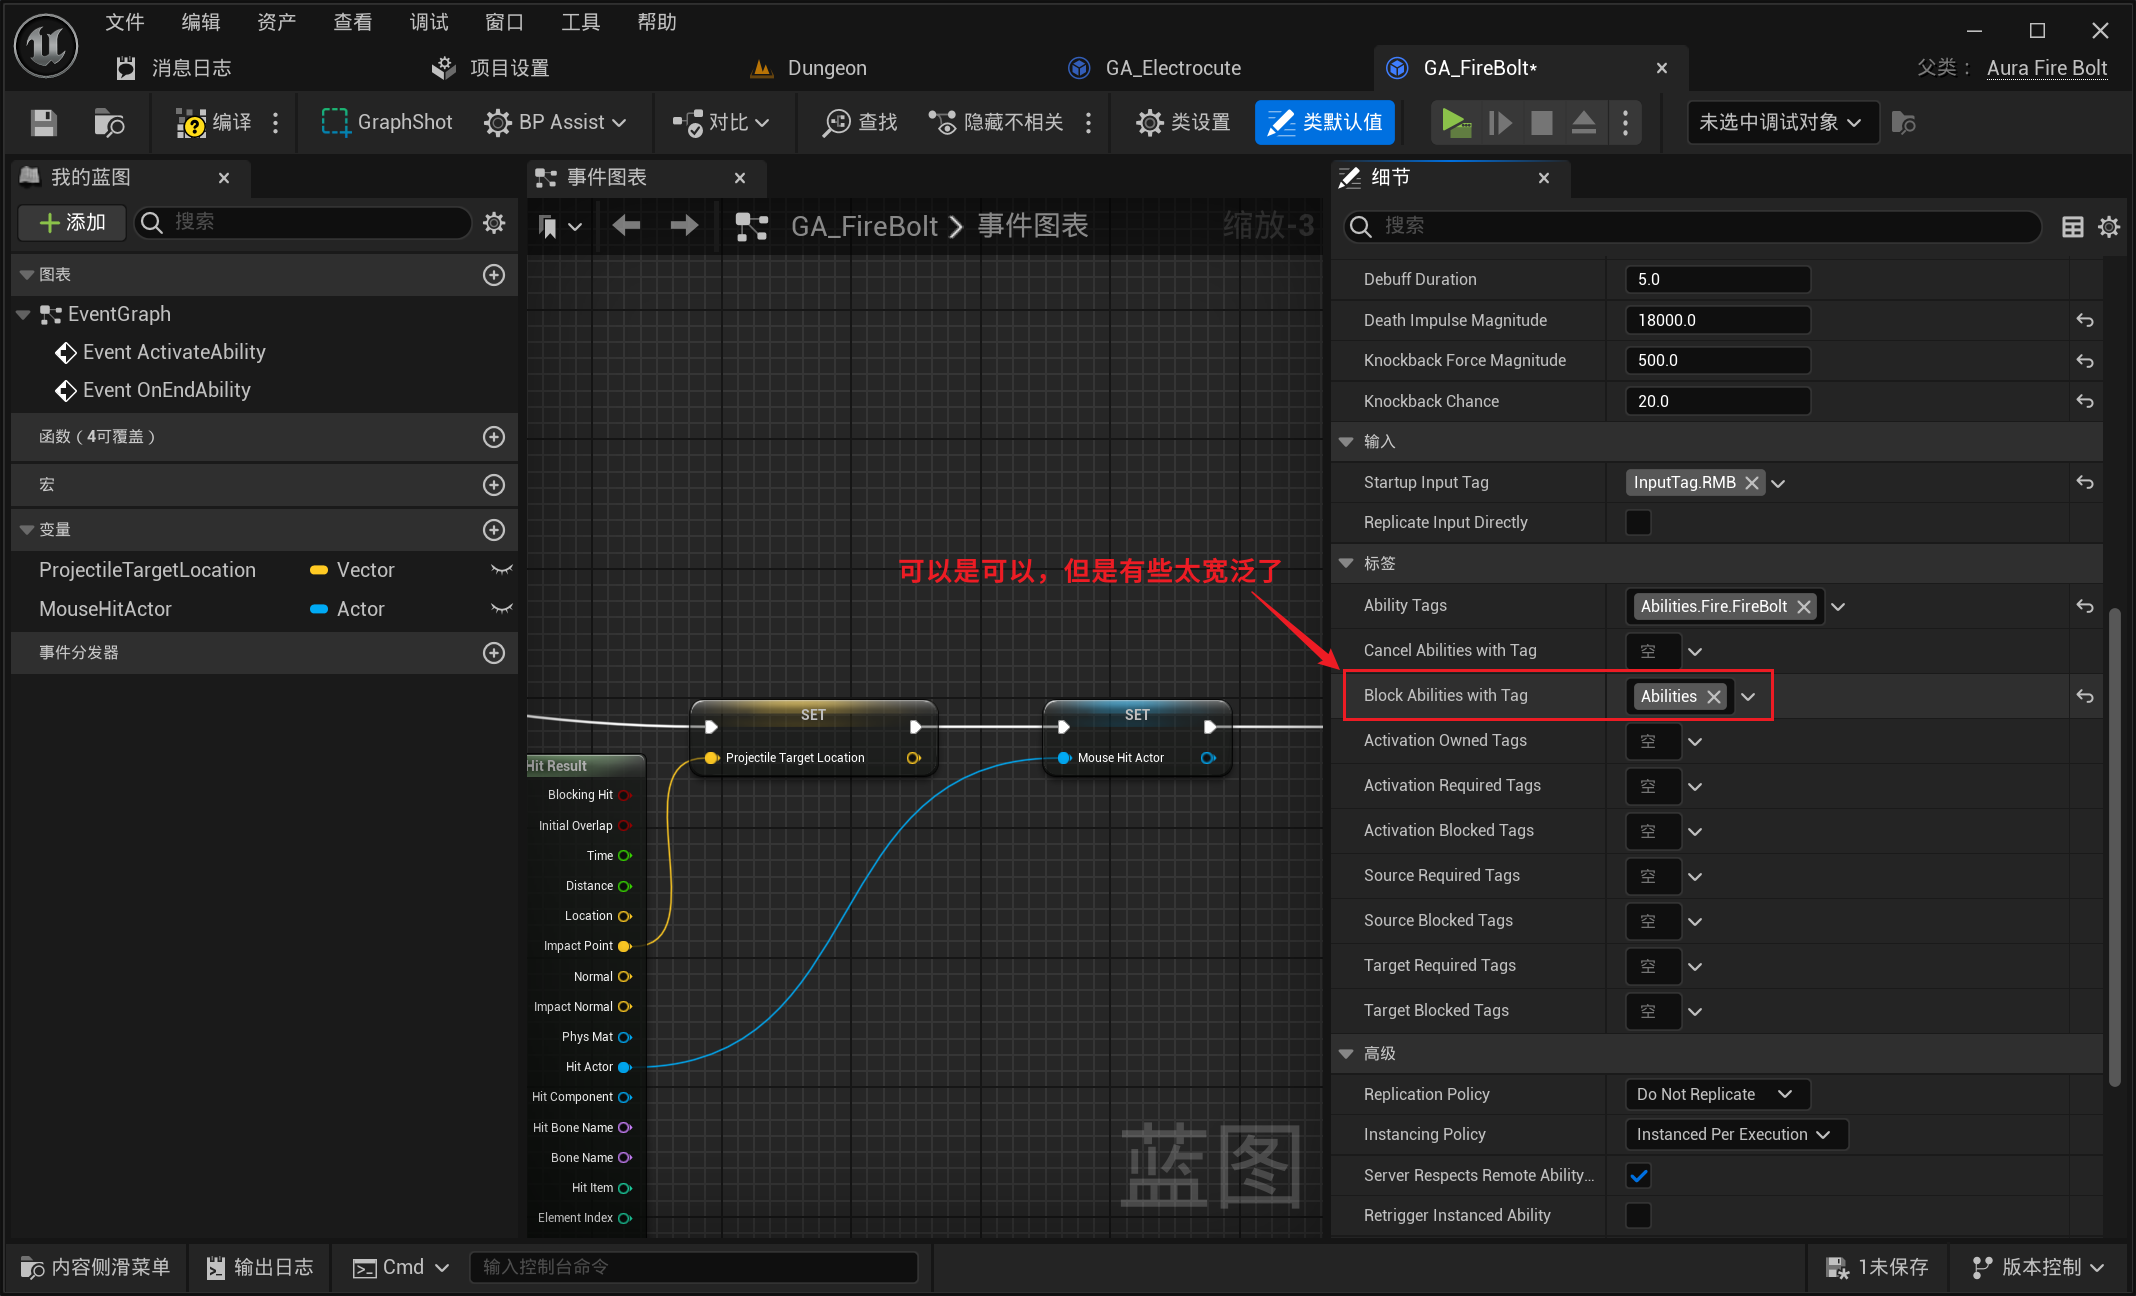 文件 编辑 资产 查看 调试 窗口 工具 帮助
消息日志 项目设置 Dungeon GA_Electrocute GA_FireBolt* 父类： Aura Fire Bolt
编译 GraphShot BP Assist 对比 查找 隐藏不相关 类设置 类默认值 未选中调试对象
我的蓝图
添加 搜索
图表
EventGraph
Event ActivateAbility
Event OnEndAbility
函数（4可覆盖）
宏
变量
ProjectileTargetLocation Vector
MouseHitActor Actor
事件分发器
事件图表
GA_FireBolt 事件图表 缩放-3
可以是可以，但是有些太宽泛了
SET
Projectile Target Location
SET
Mouse Hit Actor
Hit Result
Blocking Hit
Initial Overlap
Time
Distance
Location
Impact Point
Normal
Impact Normal
Phys Mat
Hit Actor
Hit Component
Hit Bone Name
Bone Name
Hit Item
Element Index
蓝图
细节
搜索
Debuff Duration 5.0
Death Impulse Magnitude 18000.0
Knockback Force Magnitude 500.0
Knockback Chance 20.0
输入
Startup Input Tag InputTag.RMB
Replicate Input Directly
标签
Ability Tags Abilities.Fire.FireBolt
Cancel Abilities with Tag 空
Block Abilities with Tag Abilities
Activation Owned Tags 空
Activation Required Tags 空
Activation Blocked Tags 空
Source Required Tags 空
Source Blocked Tags 空
Target Required Tags 空
Target Blocked Tags 空
高级
Replication Policy Do Not Replicate
Instancing Policy Instanced Per Execution
Server Respects Remote Ability...
Retrigger Instanced Ability
内容侧滑菜单 输出日志 Cmd 输入控制台命令 1未保存 版本控制